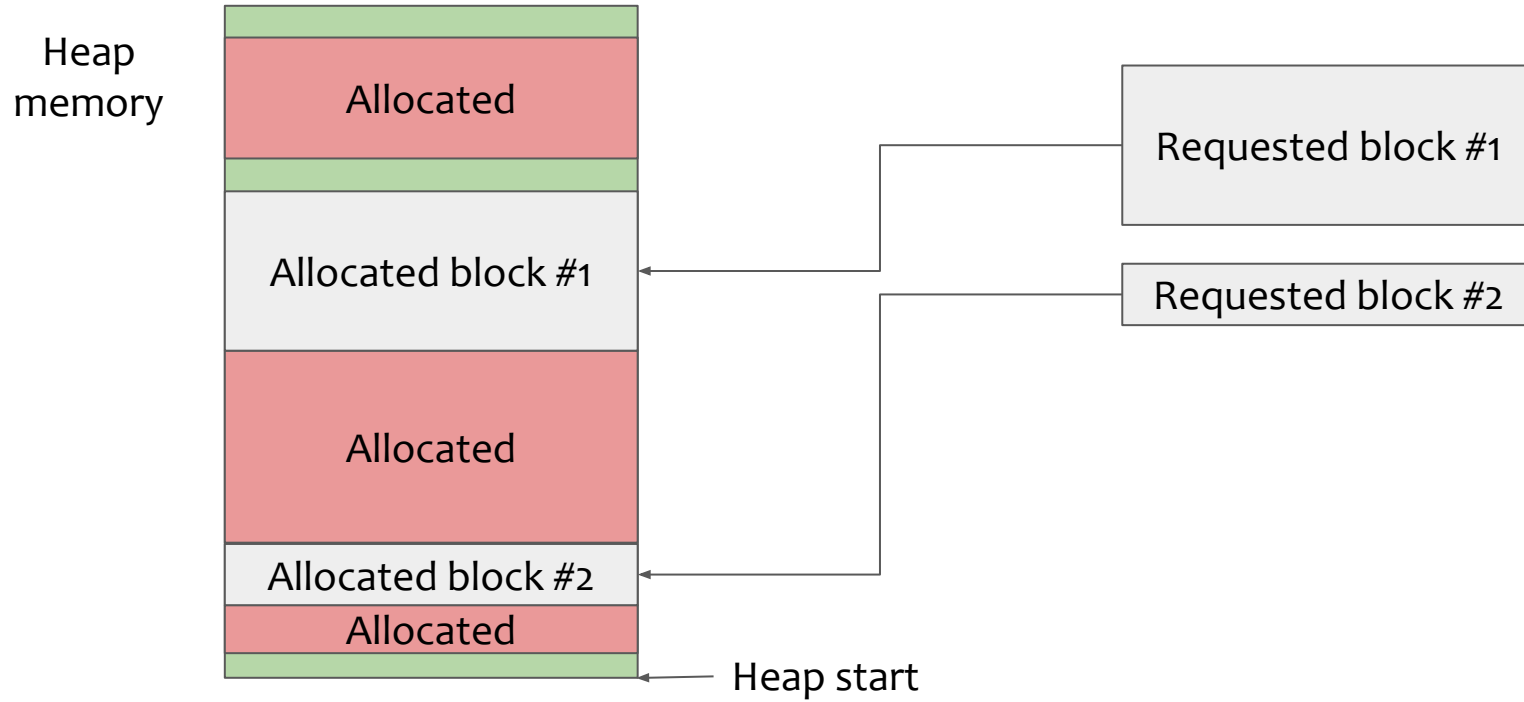 Heap
memory
Allocated
Allocated block #1
Allocated
Allocated block #2
Allocated
Heap start
Requested block #1
Requested block #2